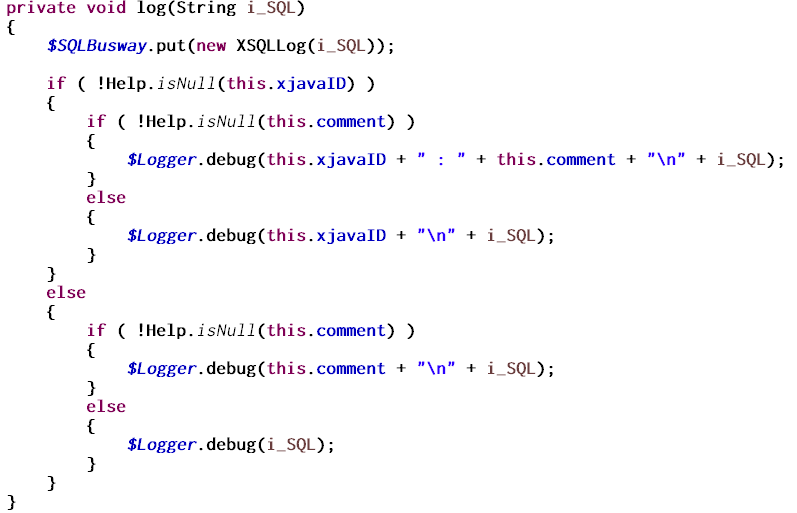 private void log(String i_SQL)
{
    $SQLBusway.put(new XSQLLog(i_SQL));
    if ( !Help.isNull(this.xjavaID) )
    {
        if ( !Help.isNull(this.comment) )
        {
            $Logger.debug(this.xjavaID + " : " + this.comment + "\n" + i_SQL);
        }
        else
        {
            $Logger.debug(this.xjavaID + "\n" + i_SQL);
        }
    }
    else
    {
        if ( !Help.isNull(this.comment) )
        {
            $Logger.debug(this.comment + "\n" + i_SQL);
        }
        else
        {
            $Logger.debug(i_SQL);
        }
    }
}